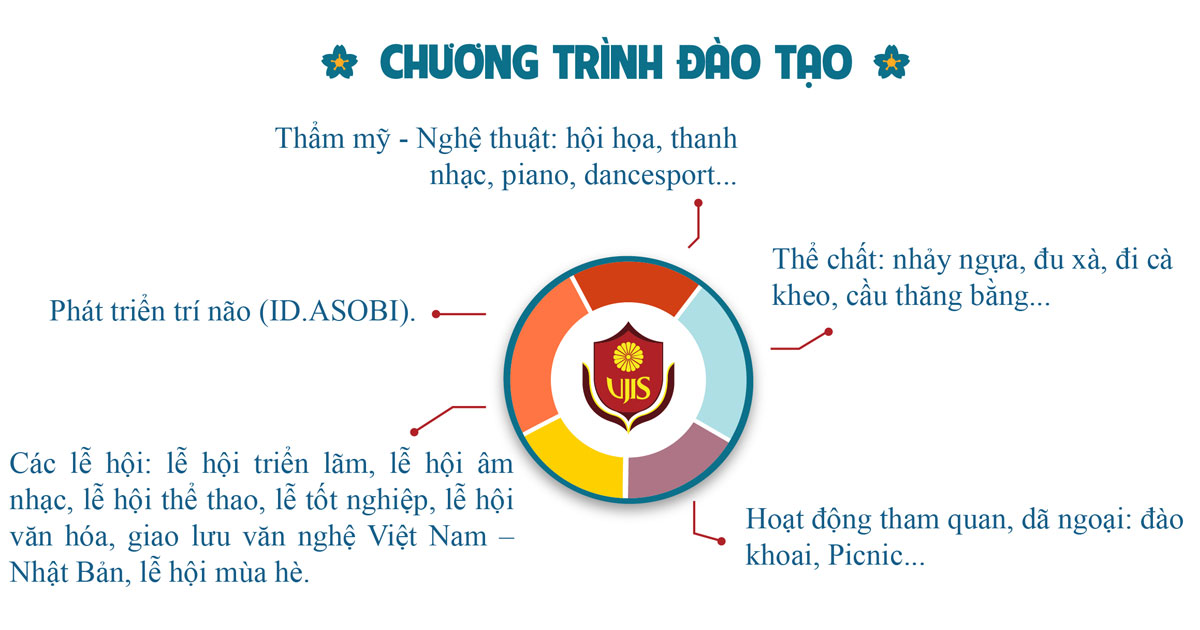 CHƯƠNG TRÌNH ĐÀO TẠO
Thẩm mỹ - Nghệ thuật: hội họa, thanh
nhạc, piano, dancesport...
Thể chất: nhảy ngựa, đu xà, đi cà
kheo, cầu thăng bằng...
Phát triển trí não (ID.ASOBI).
UJIS
Các lễ hội: lễ hội triển lãm, lễ hội âm
nhạc, lễ hội thể thao, lễ tốt nghiệp, lễ hội
văn hóa, giao lưu văn nghệ Việt Nam –
Nhật Bản, lễ hội mùa hè.
Hoạt động tham quan, dã ngoại: đào
khoai, Picnic...